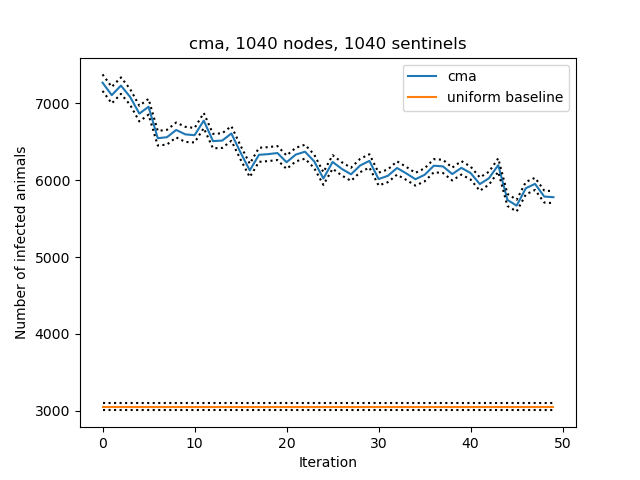 cma, 1040 nodes, 1040 sentinels
cma
uniform baseline
Number of infected animals
7000
6000
5000
4000
3000
0 10 20 30 40 50
Iteration